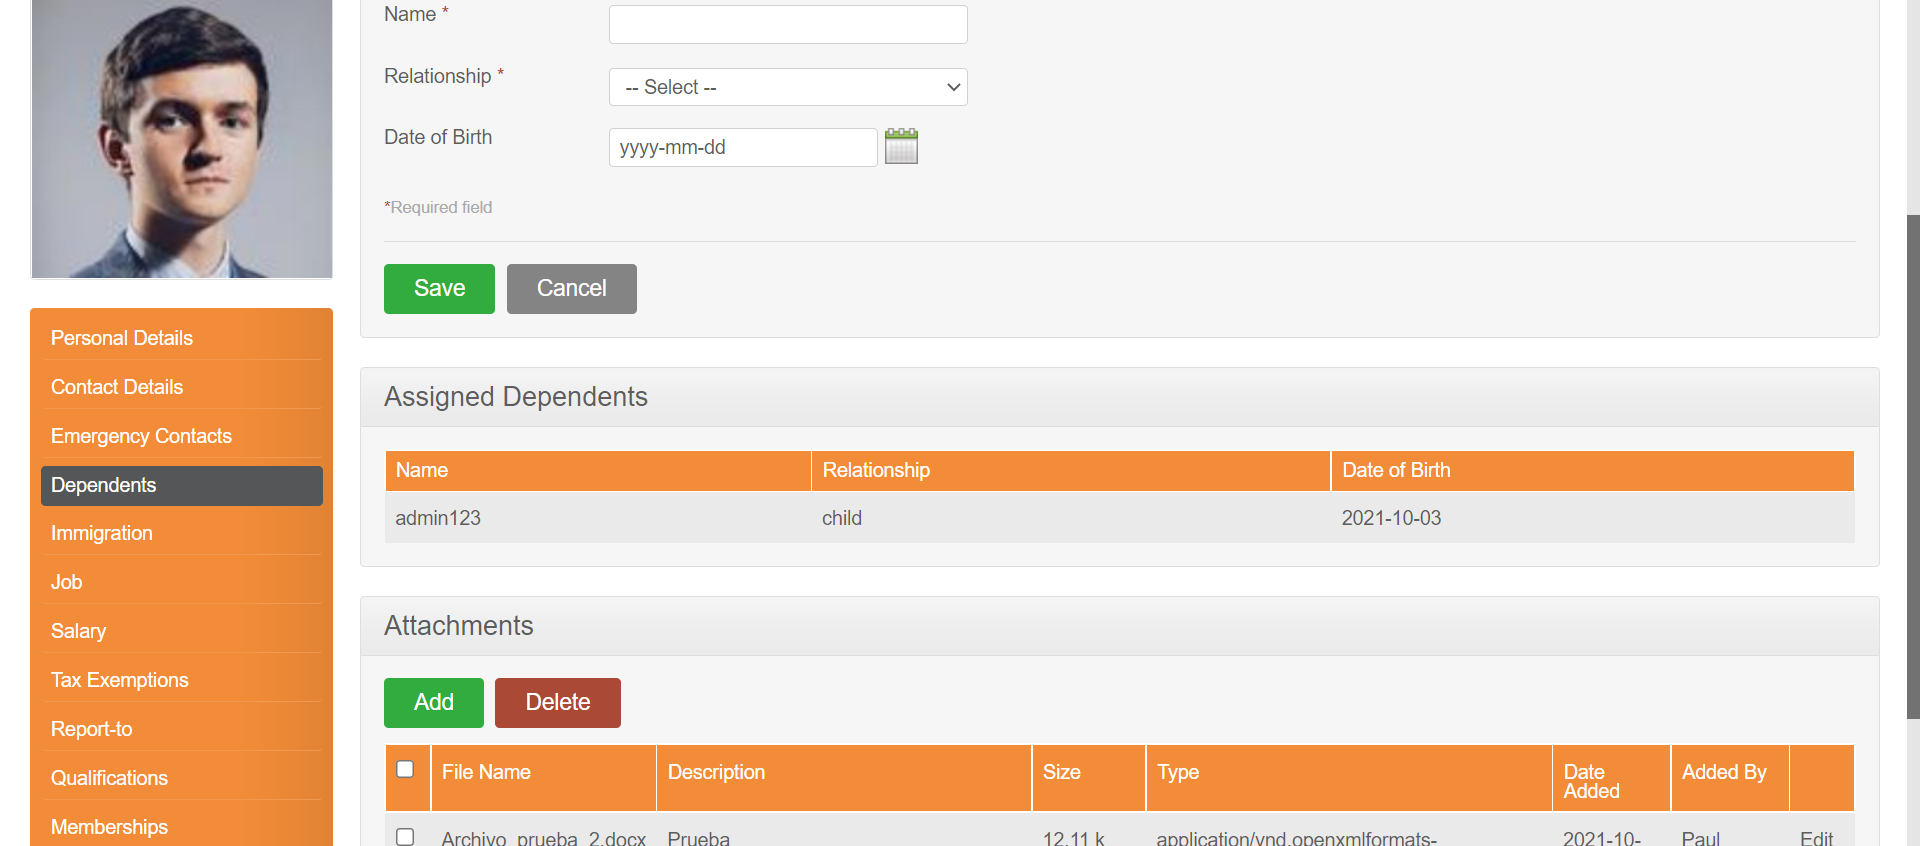 Name *
Relationship *
-- Select --
Date of Birth
yyyy-mm-dd
*Required field
Save
Cancel
Personal Details
Contact Details
Emergency Contacts
Dependents
Immigration
Job
Salary
Tax Exemptions
Report-to
Qualifications
Memberships
Assigned Dependents
Name
Relationship
Date of Birth
admin123
child
2021-10-03
Attachments
Add
Delete
File Name
Description
Size
Type
Date
Added
Added By
Archivo_prueba_2.docx
Prueba
12.11 k
application/vnd.openxmlformats-
2021-10-
Paul
Edit